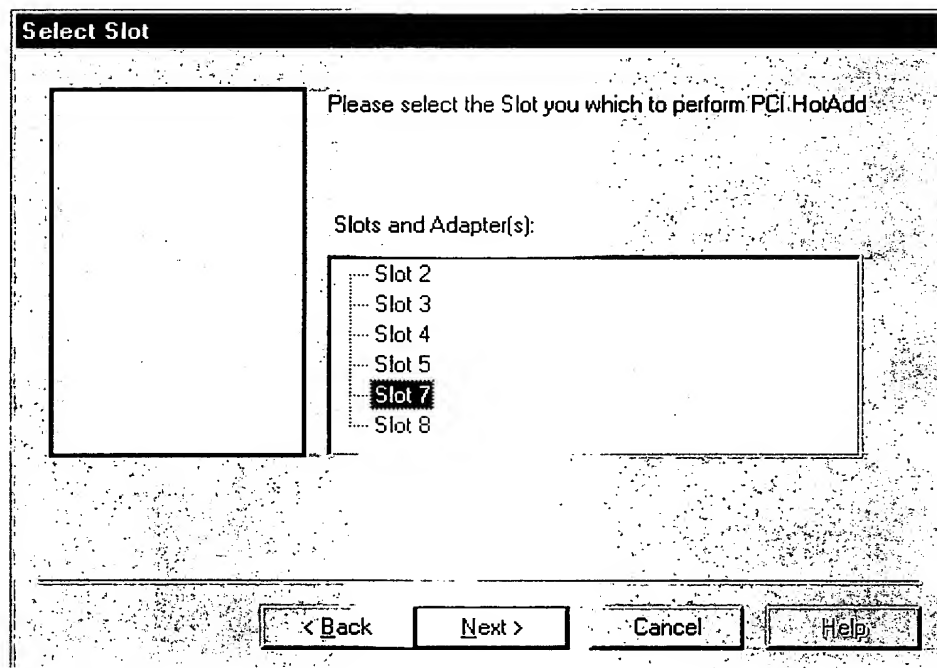 Select Slot
Please select the Slot you which to perform PCI HotAdd
Slots and Adapter(s):
Slot 2
Slot 3
Slot 4
Slot 5
Slot 7
Slot 8
< Back
Next >
Cancel
Help